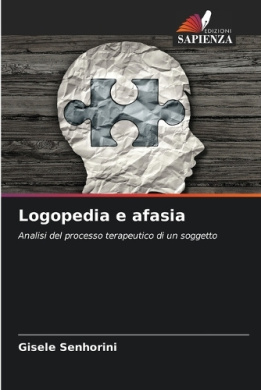 EDIZIONI
SAPIENZA
Logopedia e afasia
Analisi del processo terapeutico di un soggetto
Gisele Senhorini